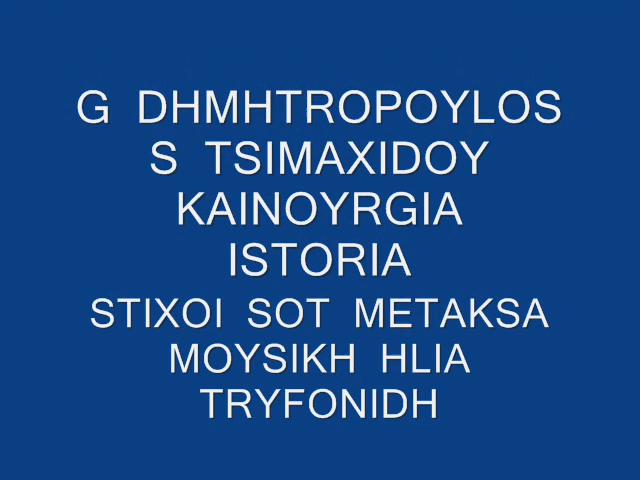 G DHMHTROPOYLOS
S TSIMAXIDOY
KAINOYRGIA
ISTORIA
STIXOI SOT METAKSA
MOYSIKH HLIA
TRYFONIDH